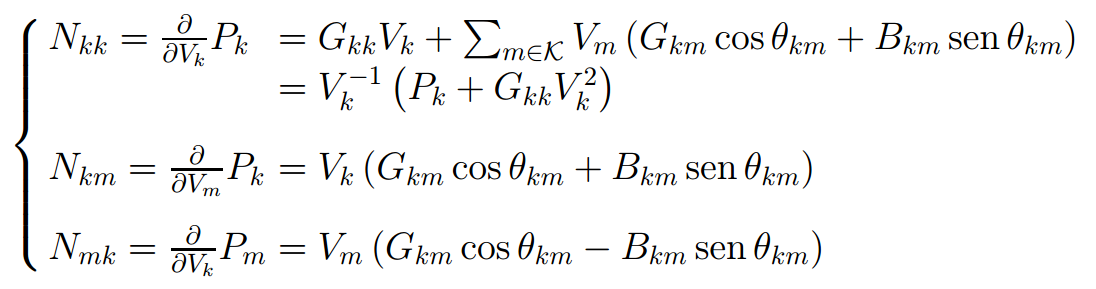 N_{kk} = \frac{\partial}{\partial V_k} P_k = G_{kk} V_k + \sum_{m \in \mathcal{K}} V_m \left( G_{km} \cos \theta_{km} + B_{km} \operatorname{sen} \theta_{km} \right)
= V_k^{-1} \left( P_k + G_{kk} V_k^2 \right)
N_{km} = \frac{\partial}{\partial V_m} P_k = V_k \left( G_{km} \cos \theta_{km} + B_{km} \operatorname{sen} \theta_{km} \right)
N_{mk} = \frac{\partial}{\partial V_k} P_m = V_m \left( G_{km} \cos \theta_{km} - B_{km} \operatorname{sen} \theta_{km} \right)